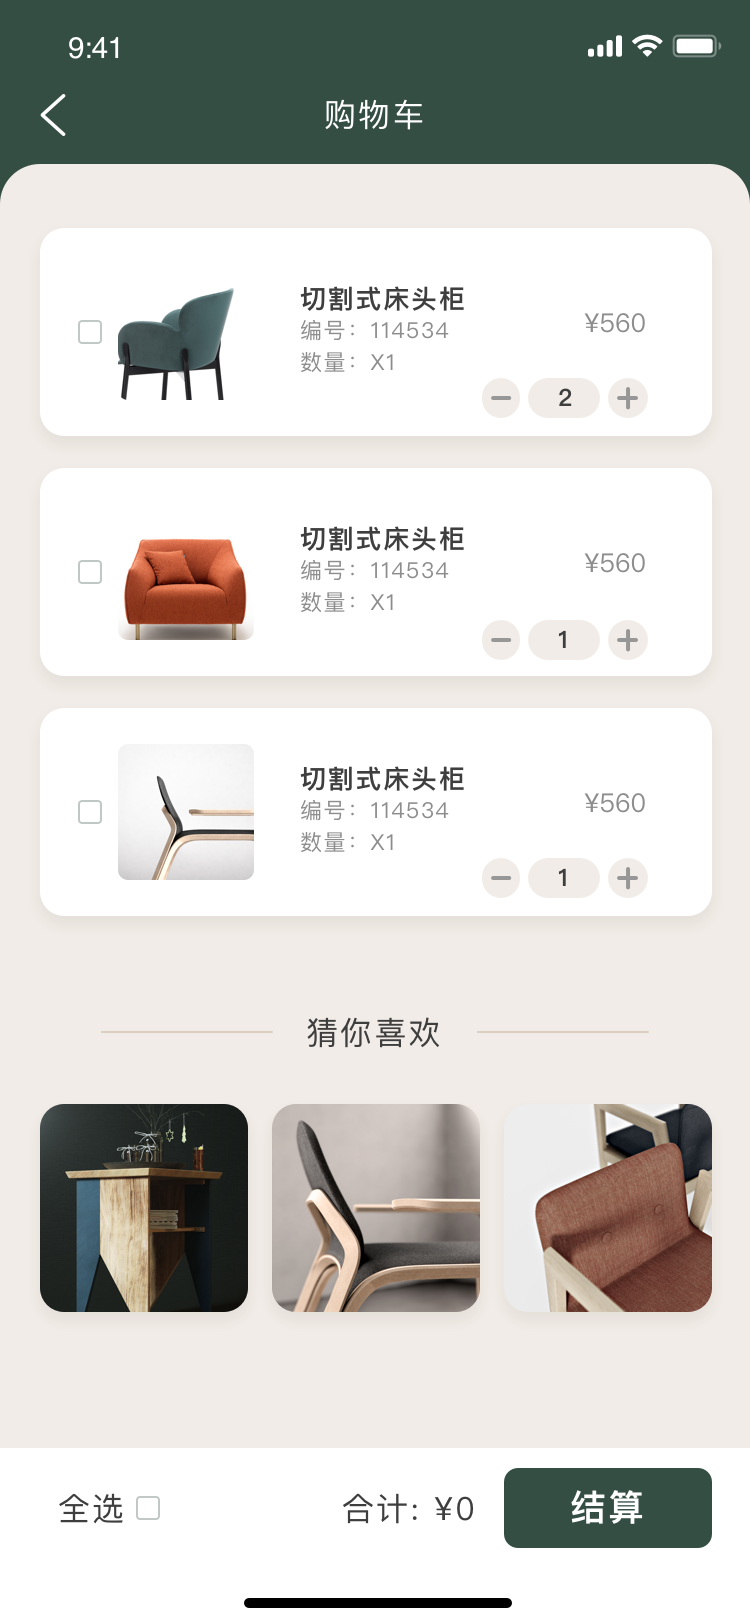 9:41
购物车
切割式床头柜
编号：114534
¥560
数量：X1
2
切割式床头柜
编号：114534
¥560
数量：X1
1
切割式床头柜
编号：114534
¥560
数量：X1
1
猜你喜欢
全选
合计: ¥0
结算